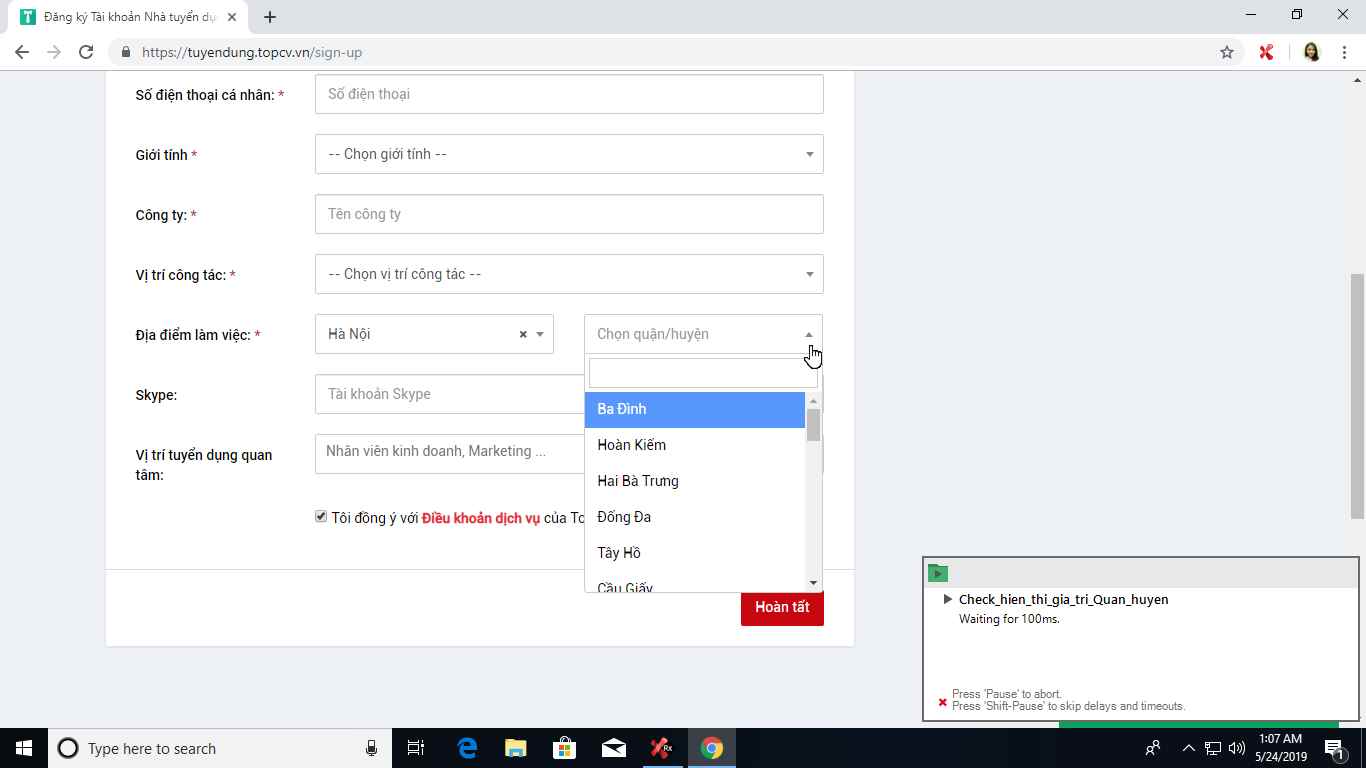 Đăng ký Tài khoản Nhà tuyển dụ
https://tuyendung.topcv.vn/sign-up
Số điện thoại cá nhân: *
Số điện thoại
Giới tính *
-- Chọn giới tính --
Công ty: *
Tên công ty
Vị trí công tác: *
-- Chọn vị trí công tác --
Địa điểm làm việc: *
Hà Nội
Chọn quận/huyện
Skype:
Tài khoản Skype
Ba Đình
Hoàn Kiếm
Vị trí tuyển dụng quan
tâm:
Nhân viên kinh doanh, Marketing ...
Hai Bà Trưng
Tôi đồng ý với Điều khoản dịch vụ của To
Đống Đa
Tây Hồ
Cầu Giấy
Hoàn tất
Check_hien_thi_gia_tri_Quan_huyen
Waiting for 100ms.
Press 'Pause' to abort.
Press 'Shift-Pause' to skip delays and timeouts.
Type here to search
Rx
1:07 AM
5/24/2019
1